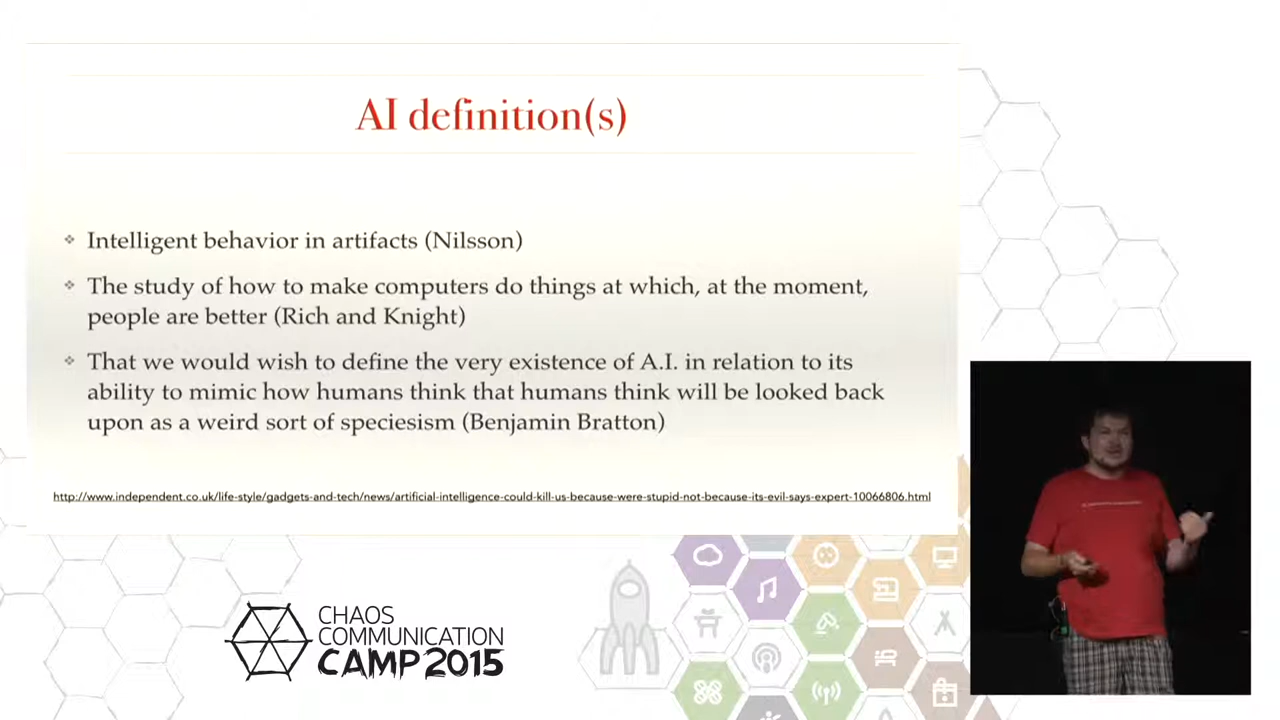 AI definition(s)
Intelligent behavior in artifacts (Nilsson)
The study of how to make computers do things at which, at the moment,
people are better (Rich and Knight)
That we would wish to define the very existence of A.I. in relation to its
ability to mimic how humans think that humans think will be looked back
upon as a weird sort of speciesism (Benjamin Bratton)
http://www.independent.co.uk/life-style/gadgets-and-tech/news/artificial-intelligence-could-kill-us-because-were-stupid-not-because-its-evil-says-expert-10066806.html
CHAOS
COMMUNICATION
CAMP 2015